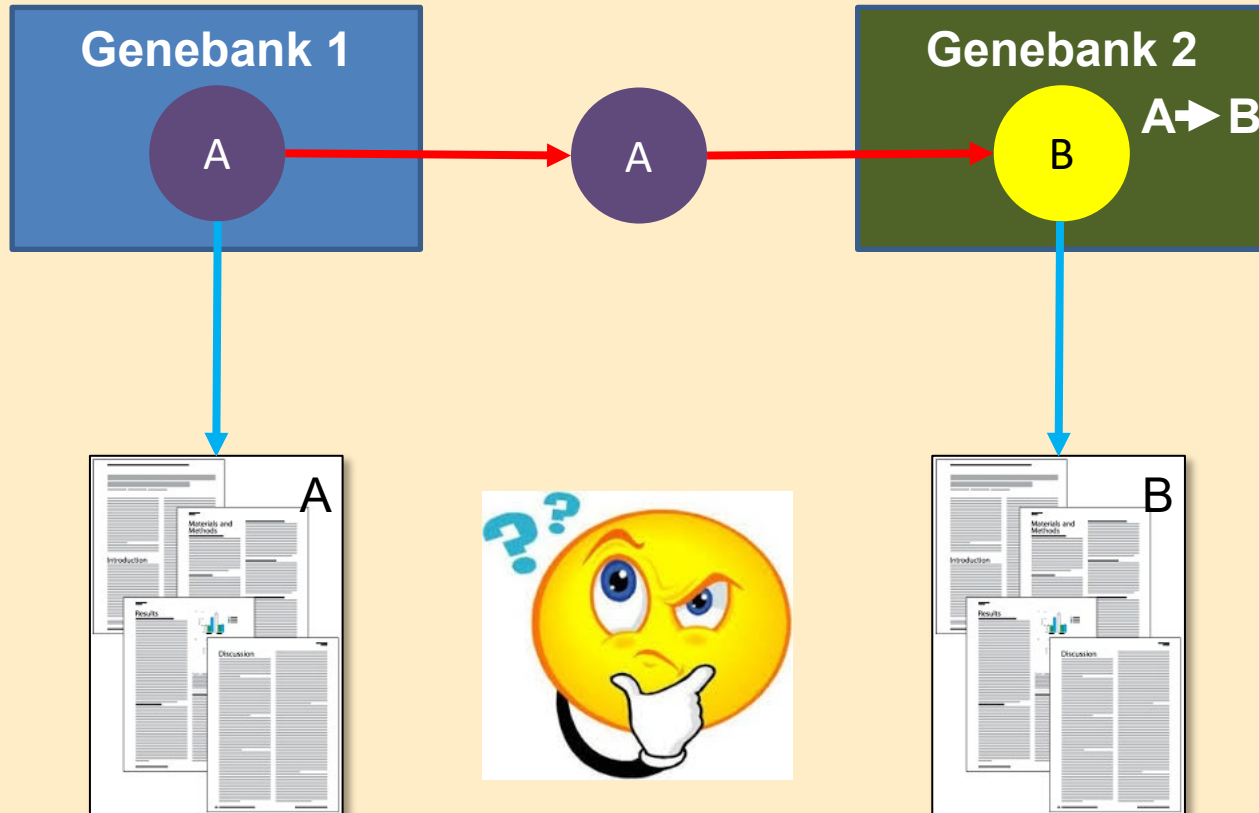 Genebank 1
Genebank 2
A
A
B
A➔ B
A
Introduction
Materials and
Methods
Results
Discussion
??
B
Introduction
Materials and
Methods
Results
Discussion